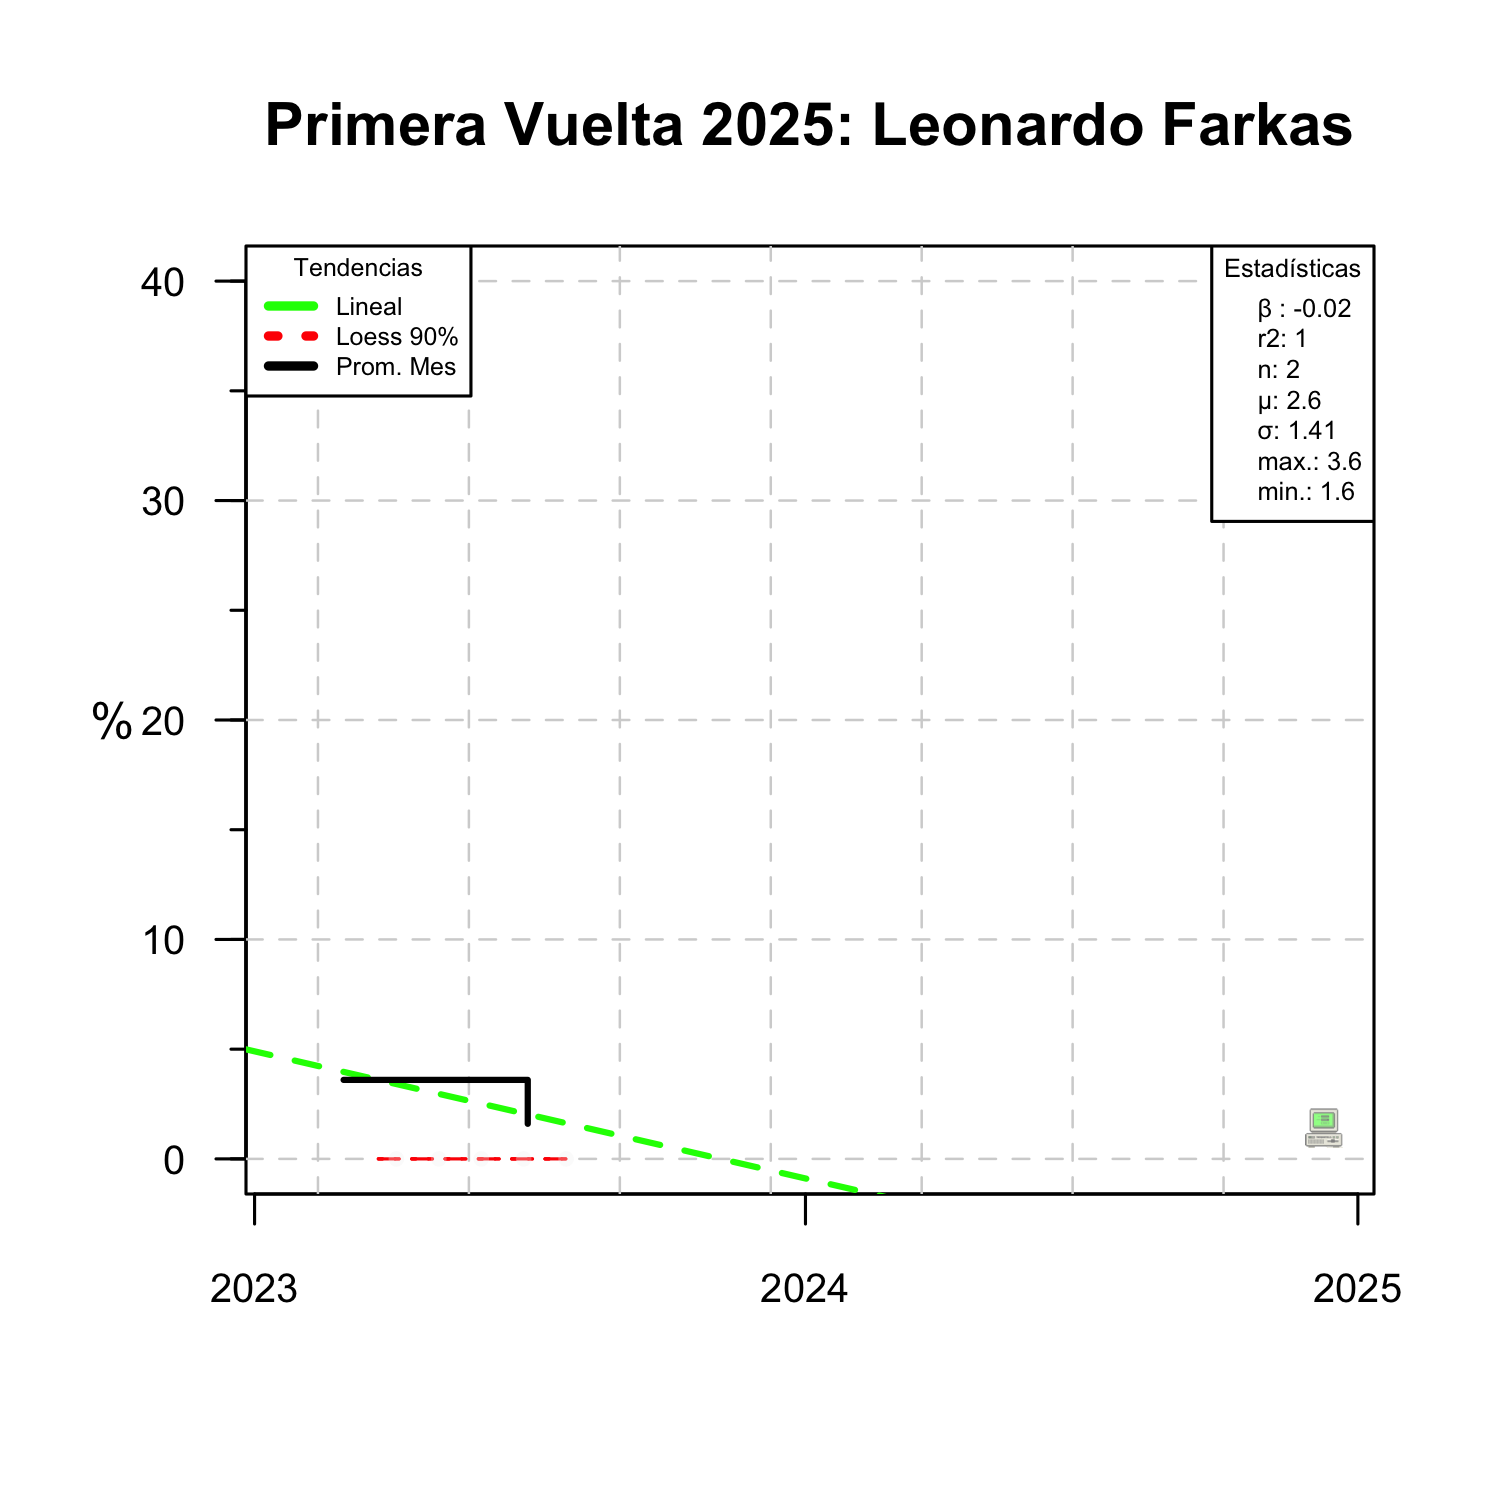 Primera Vuelta 2025: Leonardo Farkas
Tendencias
Lineal
Loess 90%
Prom. Mes
Estadísticas
β : -0.02
r2: 1
n: 2
μ: 2.6
σ: 1.41
max.: 3.6
min.: 1.6
40
30
% 20
10
0
2023 2024 2025